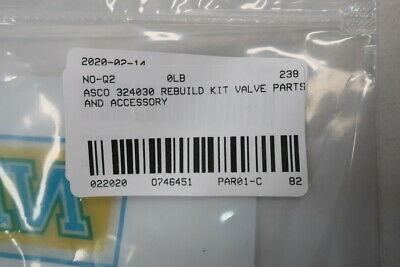 2020-02-14
NO-Q2 0LB 238
ASCO 324030 REBUILD KIT VALVE PARTS
AND ACCESSORY
022020 0746451 PAR01-C 82